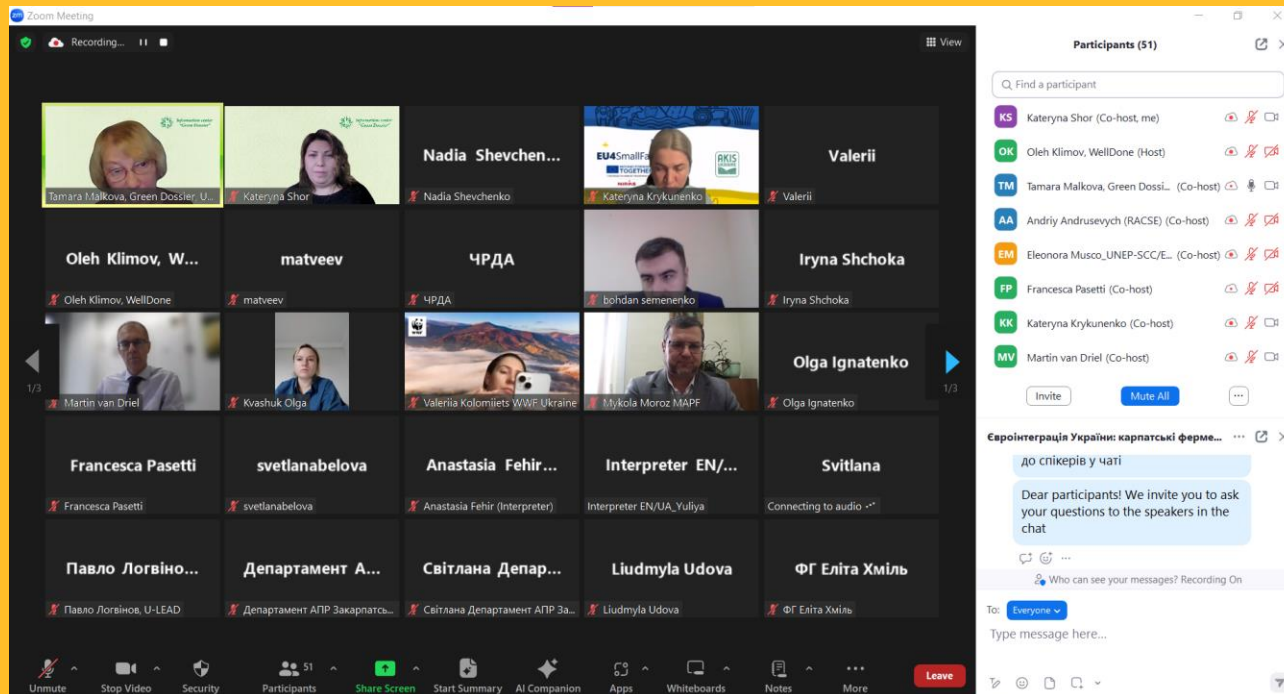 Zoom Meeting
Recording...
View
Information center
"Green Dossier"
Tamara Malkova, Green Dossier, U...
Kateryna Shor
Nadia Shevchen...
Nadia Shevchenko
EU4SmallFa
TOGETHER
AKIS
Kateryna Krykunenko
Valerii
Valerii
Oleh Klimov, W...
Oleh Klimov, WellDone
matveev
matveev
ЧРДА
ЧРДА
bohdan semenenko
Iryna Shchoka
Iryna Shchoka
1/3
Martin van Driel
Kvashuk Olga
WWF
Valeriia Kolomiiets WWF Ukraine
Mykola Moroz MAPF
Olga Ignatenko
Olga Ignatenko
1/3
Francesca Pasetti
Francesca Pasetti
svetlanabelova
svetlanabelova
Anastasia Fehir...
Anastasia Fehir (Interpreter)
Interpreter EN/...
Interpreter EN/UA_Yuliya
Svitlana
Connecting to audio
Павло Логвіно...
Павло Логвінов, U-LEAD
Департамент А...
Департамент АПР Закарпатсь...
Світлана Депар...
Світлана Департамент АПР За...
Liudmyla Udova
Liudmyla Udova
ФГ Еліта Хміль
ФГ Еліта Хміль
Unmute
Stop Video
Security
51
Participants
Share Screen
Start Summary
AI Companion
Apps
Whiteboards
Notes
More
Leave
Participants (51)
Find a participant
KS Kateryna Shor (Co-host, me)
OK Oleh Klimov, WellDone (Host)
TM Tamara Malkova, Green Dossi... (Co-host)
AA Andriy Andrusevych (RACSE) (Co-host)
EM Eleonora Musco_UNEP-SCC/E... (Co-host)
FP Francesca Pasetti (Co-host)
KK Kateryna Krykunenko (Co-host)
MV Martin van Driel (Co-host)
Invite
Mute All
Євроінтеграція України: карпатські ферме...
до спікерів у чаті
Dear participants! We invite you to ask
your questions to the speakers in the
chat
Who can see your messages? Recording On
To: Everyone
Type message here...